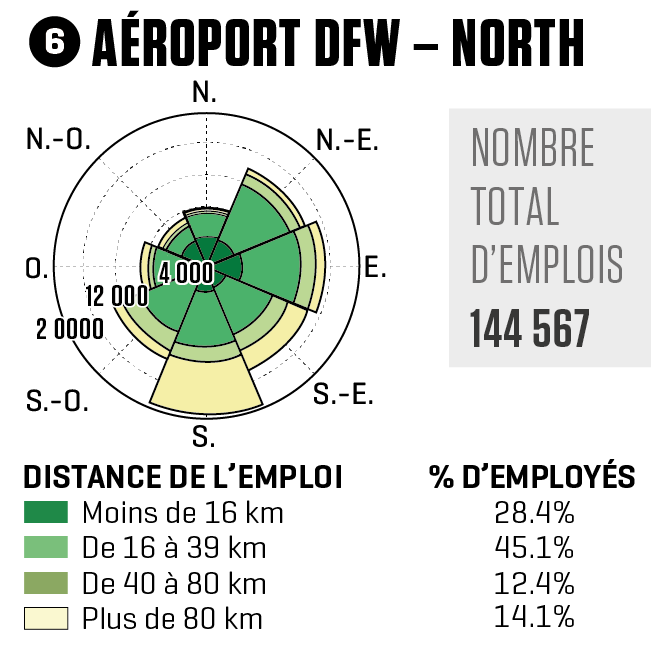 6 AÉROPORT DFW – NORTH
N.
N.-O.
N.-E.
O.
E.
4.000
12 000
2 0000
S.-O.
S.-E.
S.
NOMBRE
TOTAL
D'EMPLOIS
144 567
DISTANCE DE L'EMPLOI % D'EMPLOYÉS
Moins de 16 km 28.4%
De 16 à 39 km 45.1%
De 40 à 80 km 12.4%
Plus de 80 km 14.1%